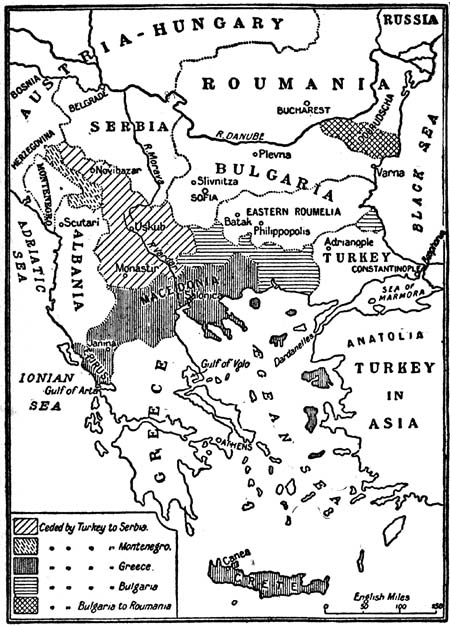 AUSTRIA-HUNGARY
RUSSIA
ROUMANIA
BOSNIA
BELGRADE
BUCHAREST
DOBRUDSCHA
SERBIA
R. DANUBE
HERZEGOVINA
R. Morava
Plevna
BLACK SEA
Novibazar
BULGARIA
Varna
MONTENEGRO
Slivnitza
SOFIA
Scutari
Uskub
EASTERN ROUMELIA
Batak
Philippopolis
ADRIATIC SEA
ALBANIA
Adrianople
TURKEY
Bosphorus
Monastir
CONSTANTINOPLE
MACEDONIA
Salonica
SEA OF MARMORA
Janina
EPIRUS
Dardanelles
ANATOLIA
TURKEY IN ASIA
IONIAN SEA
Gulf of Arta
Gulf of Volo
GREECE
AEGEAN SEA
ATHENS
Canea
CRETE
Ceded by Turkey to Serbia.
" " " " Montenegro.
" " " " Greece.
" " " " Bulgaria
" " Bulgaria to Roumania
English Miles
0 50 100 150